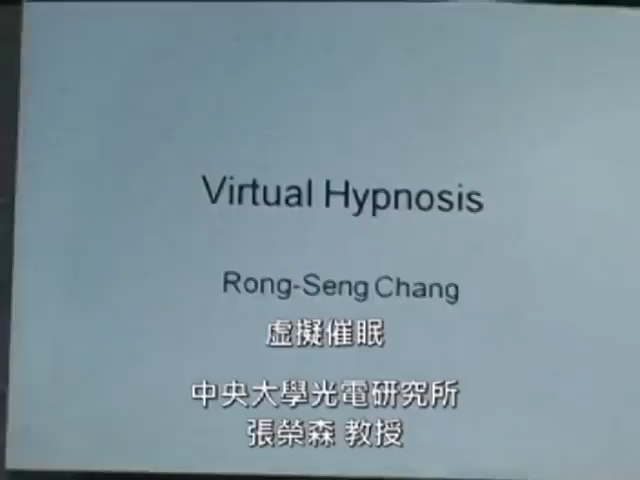 Virtual Hypnosis
Rong-Seng Chang
虛擬催眠
中央大學光電研究所
張榮森 教授